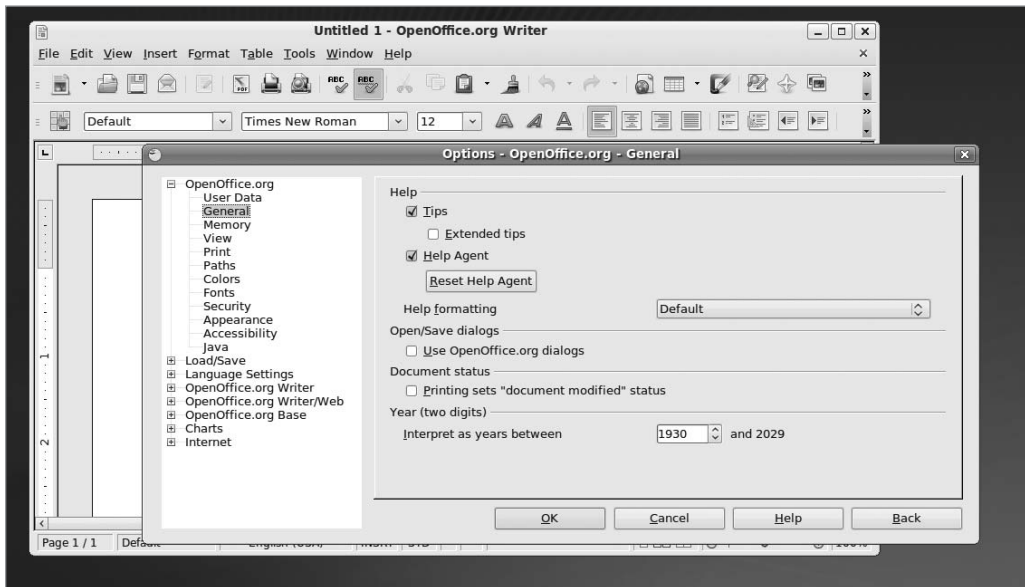 Untitled 1 - OpenOffice.org Writer
File Edit View Insert Format Table Tools Window Help
PDF ABC ABC
Default Times New Roman 12 A A A
Options - OpenOffice.org - General
OpenOffice.org
User Data
General
Memory
View
Print
Paths
Colors
Fonts
Security
Appearance
Accessibility
Java
Load/Save
Language Settings
OpenOffice.org Writer
OpenOffice.org Writer/Web
OpenOffice.org Base
Charts
Internet
Help
Tips
Extended tips
Help Agent
Reset Help Agent
Help formatting Default
Open/Save dialogs
Use OpenOffice.org dialogs
Document status
Printing sets "document modified" status
Year (two digits)
Interpret as years between 1930 and 2029
OK Cancel Help Back
1
2
Page 1 / 1